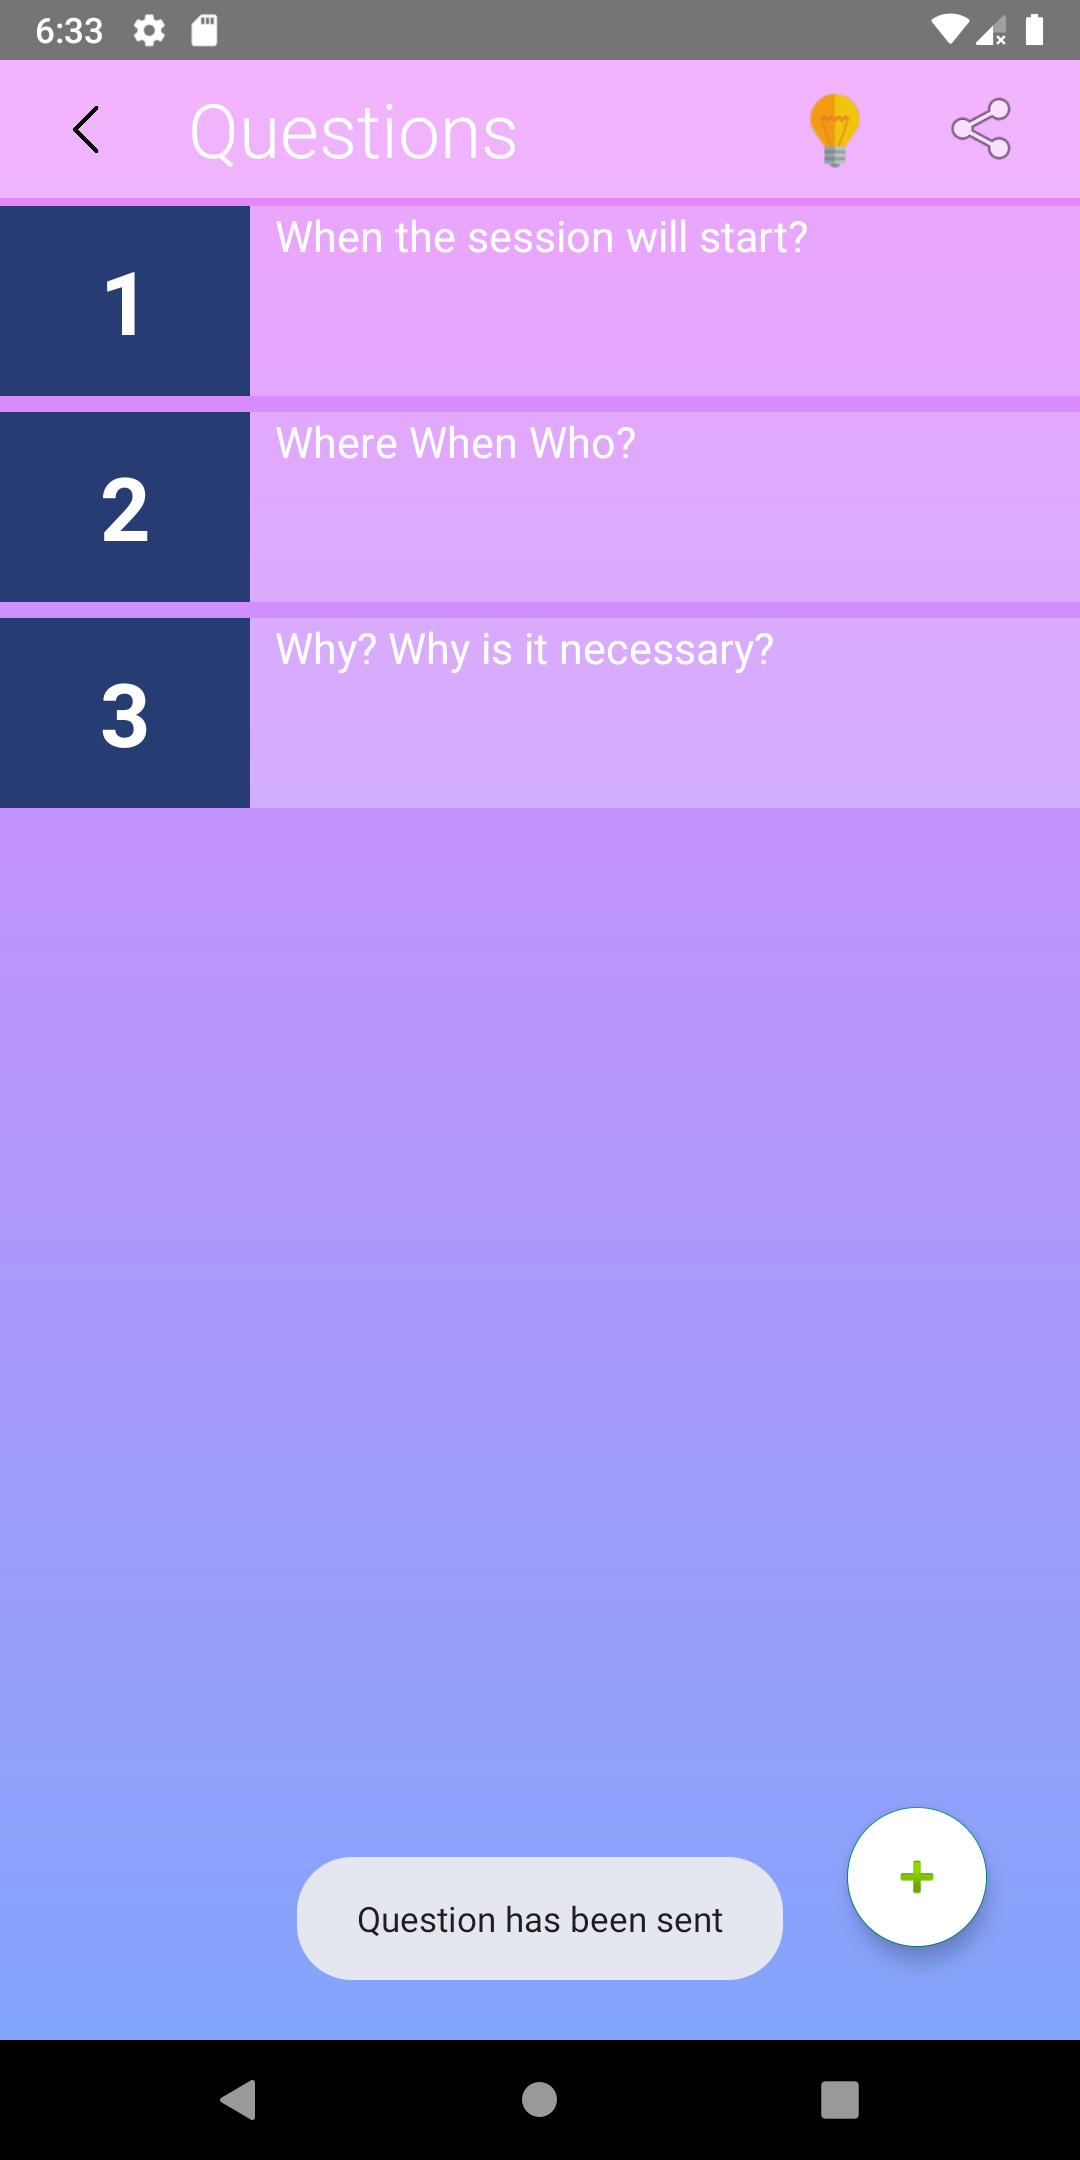 6:33
Questions
1
When the session will start?
2
Where When Who?
3
Why? Why is it necessary?
Question has been sent